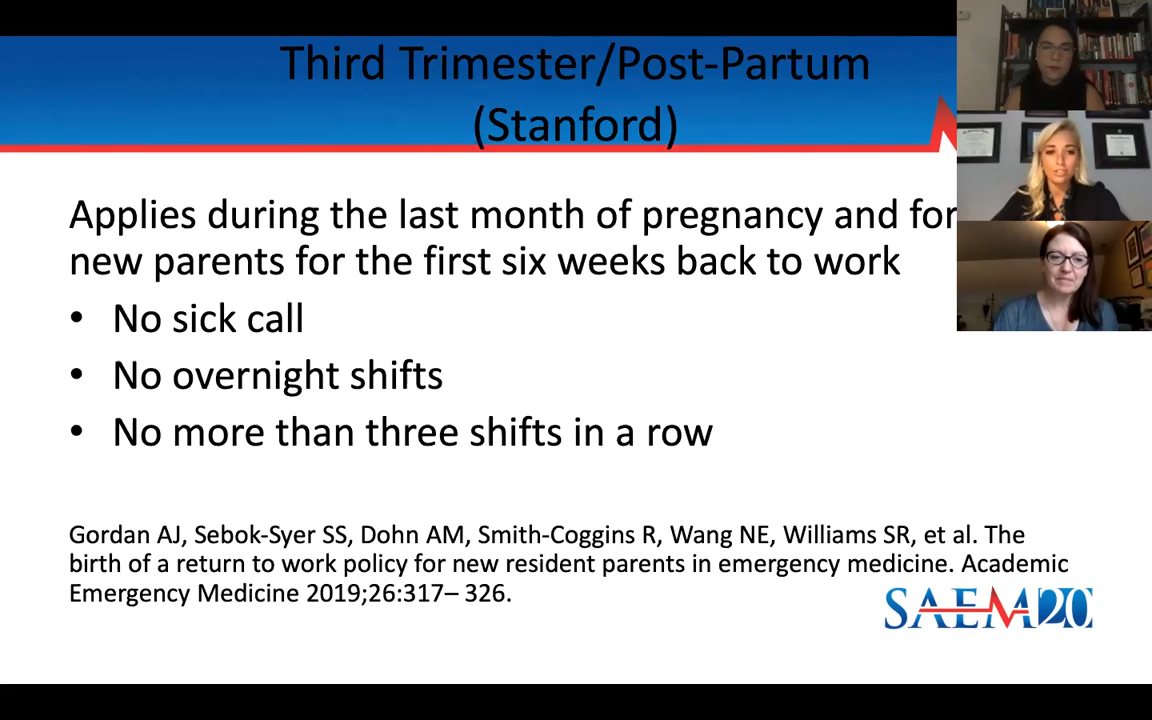 Third Trimester/Post-Partum
(Stanford)
Applies during the last month of pregnancy and for
new parents for the first six weeks back to work
• No sick call
• No overnight shifts
• No more than three shifts in a row
Gordan AJ, Sebok-Syer SS, Dohn AM, Smith-Coggins R, Wang NE, Williams SR, et al. The
birth of a return to work policy for new resident parents in emergency medicine. Academic
Emergency Medicine 2019;26:317– 326.
SAEM20